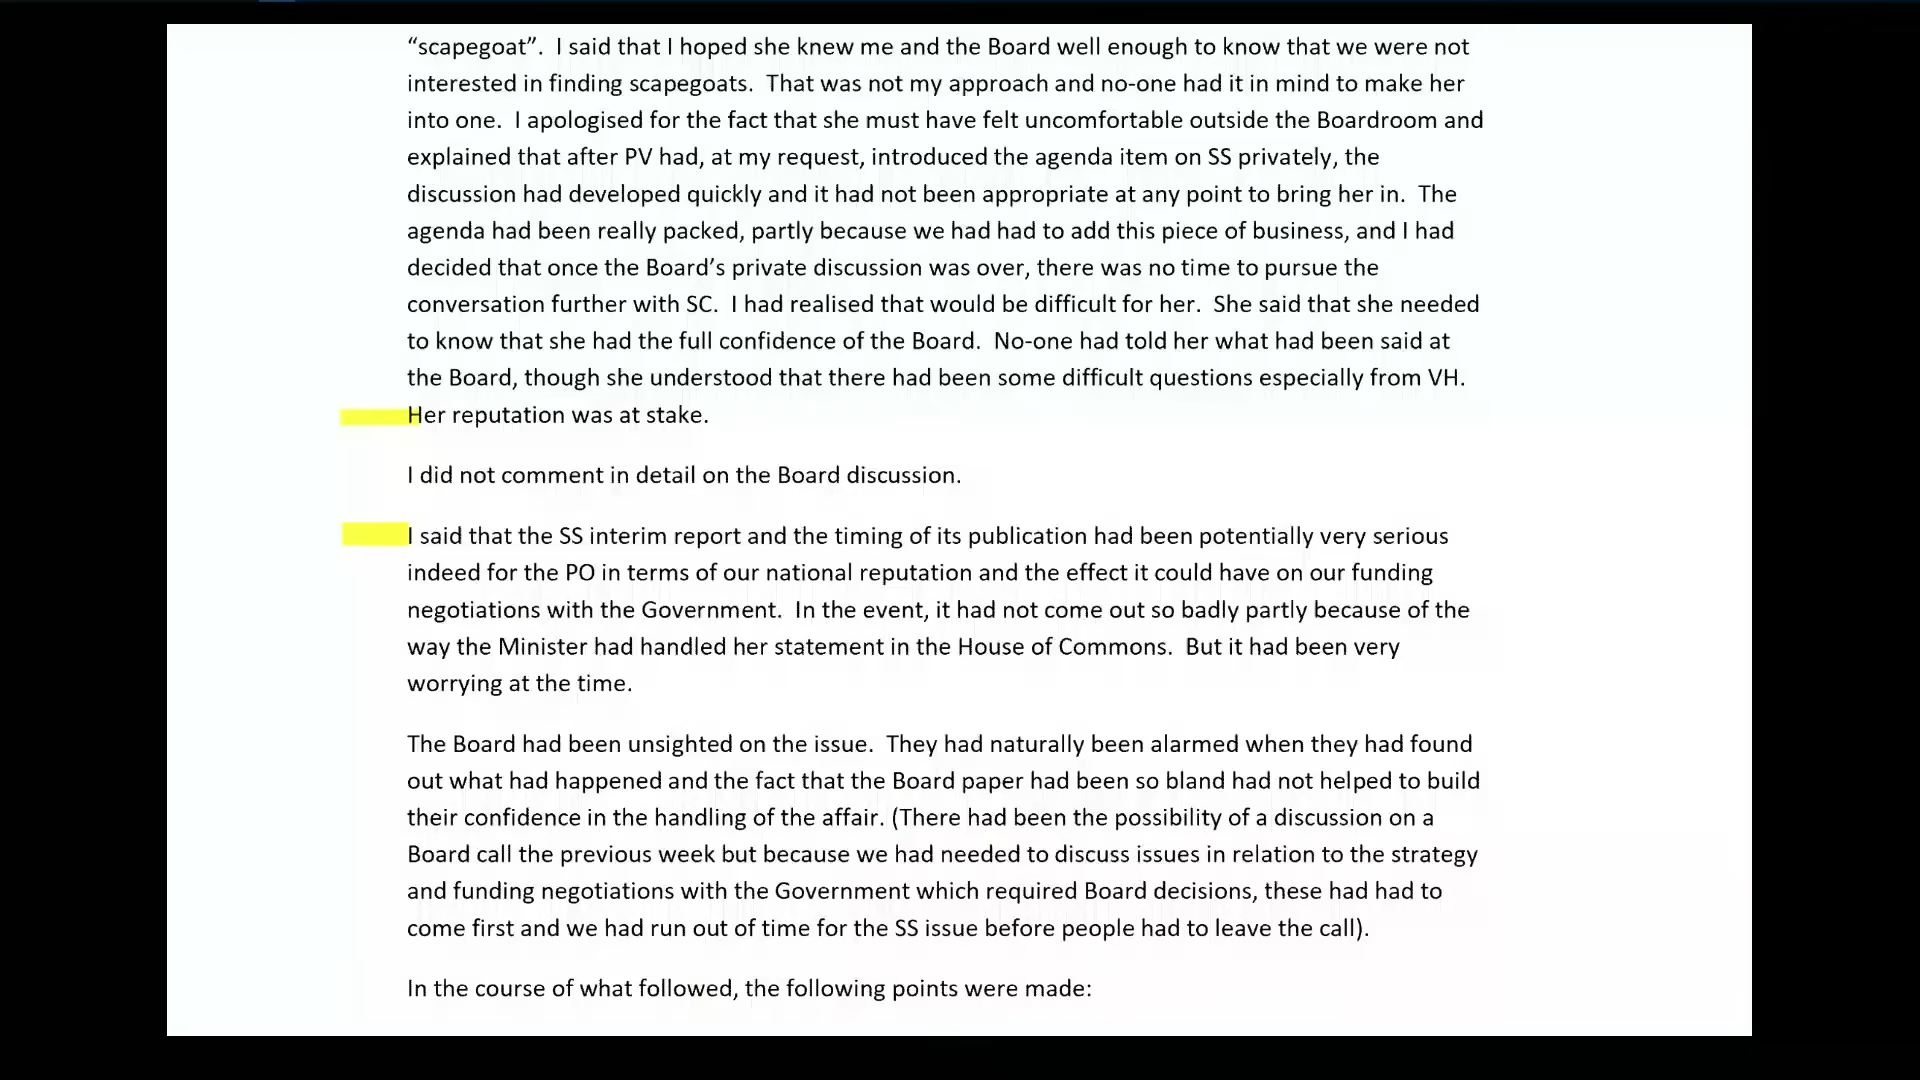 “scapegoat”.  I said that I hoped she knew me and the Board well enough to know that we were not
interested in finding scapegoats.  That was not my approach and no-one had it in mind to make her
into one.  I apologised for the fact that she must have felt uncomfortable outside the Boardroom and
explained that after PV had, at my request, introduced the agenda item on SS privately, the
discussion had developed quickly and it had not been appropriate at any point to bring her in.  The
agenda had been really packed, partly because we had had to add this piece of business, and I had
decided that once the Board’s private discussion was over, there was no time to pursue the
conversation further with SC.  I had realised that would be difficult for her.  She said that she needed
to know that she had the full confidence of the Board.  No-one had told her what had been said at
the Board, though she understood that there had been some difficult questions especially from VH.
Her reputation was at stake.
I did not comment in detail on the Board discussion.
I said that the SS interim report and the timing of its publication had been potentially very serious
indeed for the PO in terms of our national reputation and the effect it could have on our funding
negotiations with the Government.  In the event, it had not come out so badly partly because of the
way the Minister had handled her statement in the House of Commons.  But it had been very
worrying at the time.
The Board had been unsighted on the issue.  They had naturally been alarmed when they had found
out what had happened and the fact that the Board paper had been so bland had not helped to build
their confidence in the handling of the affair. (There had been the possibility of a discussion on a
Board call the previous week but because we had needed to discuss issues in relation to the strategy
and funding negotiations with the Government which required Board decisions, these had had to
come first and we had run out of time for the SS issue before people had to leave the call).
In the course of what followed, the following points were made: